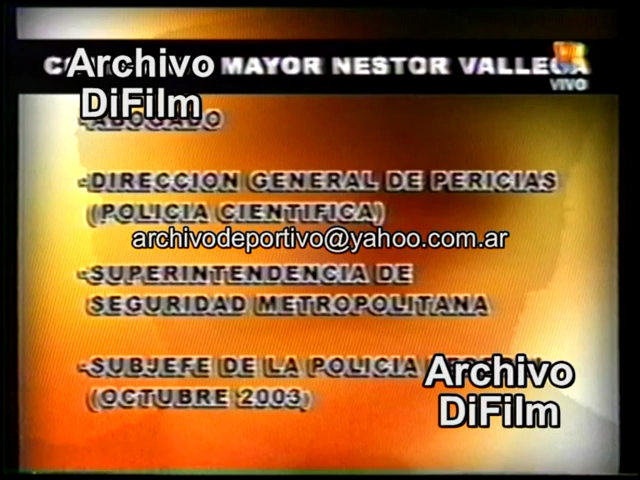 Archivo
DiFilm
MAYOR NESTOR VALLECA
VIVO
-ABOGADO
-DIRECCION GENERAL DE PERICIAS
(POLICIA CIENTIFICA)
archivodeportivo@yahoo.com.ar
-SUPERINTENDENCIA DE
SEGURIDAD METROPOLITANA
-SUBJEFE DE LA POLICIA
(OCTUBRE 2003)
Archivo
DiFilm